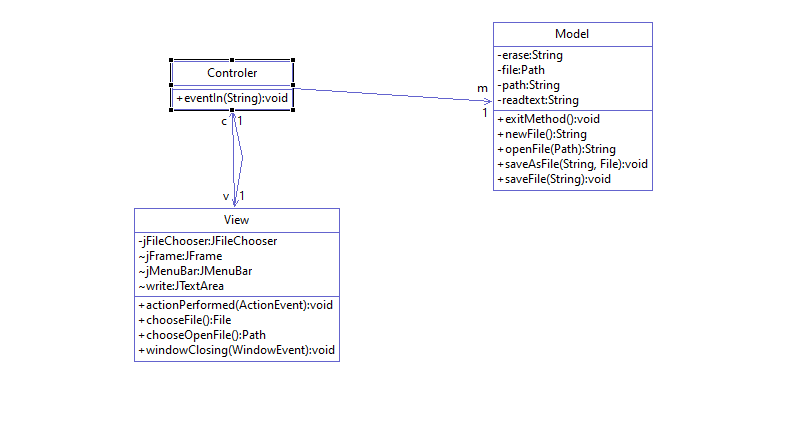 Controler
+eventIn(String):void
m
1
c
1
v
1
Model
-erase:String
-file:Path
-path:String
-readtext:String
+exitMethod():void
+newFile():String
+openFile(Path):String
+saveAsFile(String, File):void
+saveFile(String):void
View
-jFileChooser:JFileChooser
~jFrame:JFrame
~jMenuBar:JMenuBar
~write:JTextArea
+actionPerformed(ActionEvent):void
+chooseFile():File
+chooseOpenFile():Path
+windowClosing(WindowEvent):void